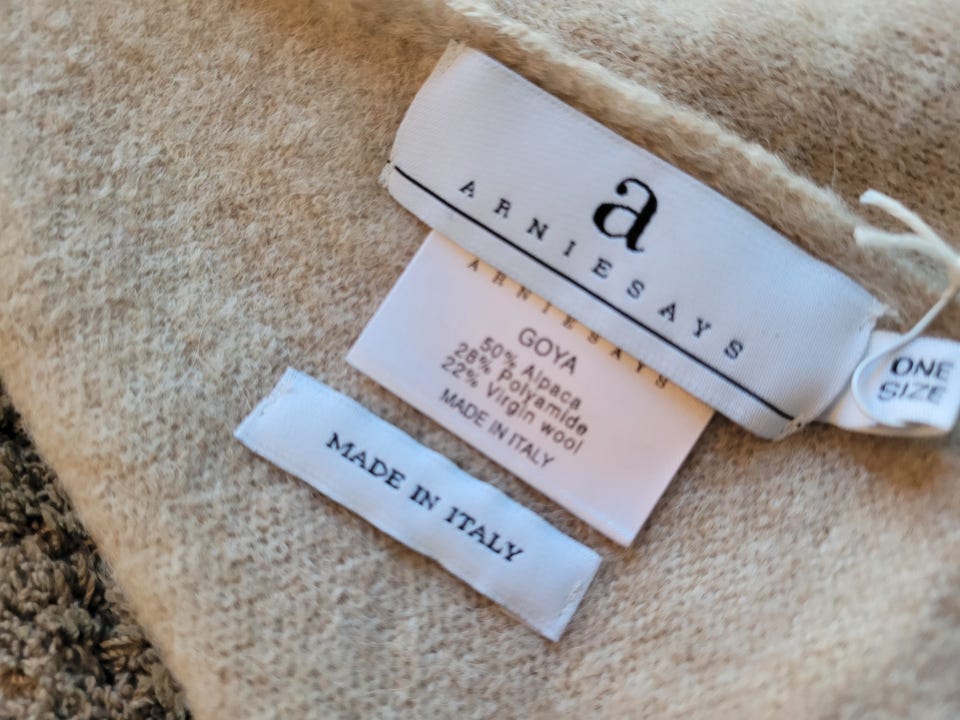 a
ARNIESAYS
ARNIESAYS
GOYA
50% Alpaca,
28% Polyamide
22% Virgin wool
MADE IN ITALY
ONE
SIZE
MADE IN ITALY